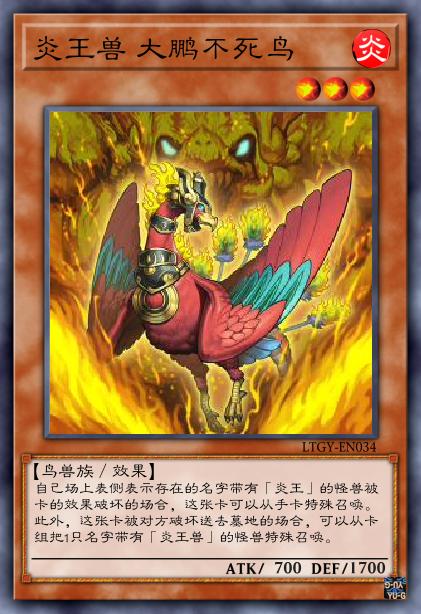 炎王兽 大鹏不死鸟
炎
LTGY-EN034
【鸟兽族／效果】
自己场上表侧表示存在的名字带有「炎王」的怪兽被
卡的效果破坏的场合，这张卡可以从手卡特殊召唤。
此外，这张卡被对方破坏送去墓地的场合，可以从卡
组把1只名字带有「炎王兽」的怪兽特殊召唤。
ATK/ 700 DEF/1700